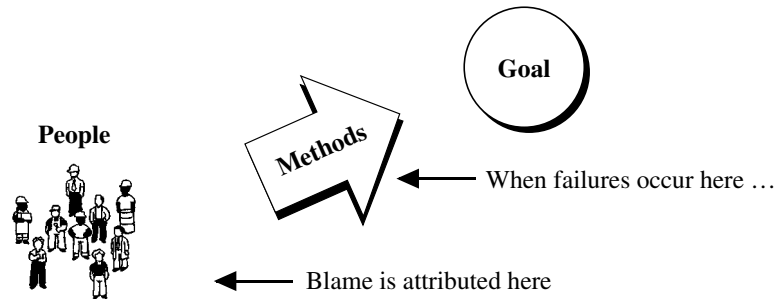 Goal
People
Methods
When failures occur here …
Blame is attributed here